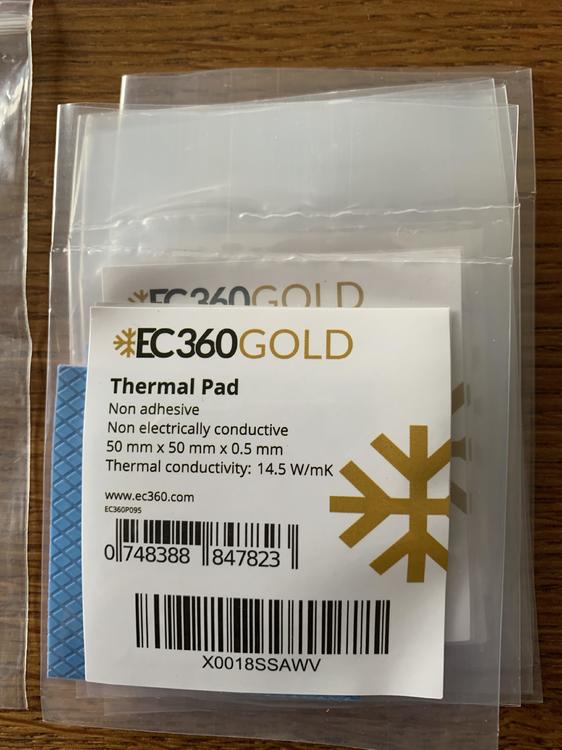 EC360GOLD
EC360GOLD
Thermal Pad
Non adhesive
Non electrically conductive
50 mm x 50 mm x 0.5 mm
Thermal conductivity: 14.5 W/mK
www.ec360.com
EC360P095
0 748388 847823
X0018SSAWV